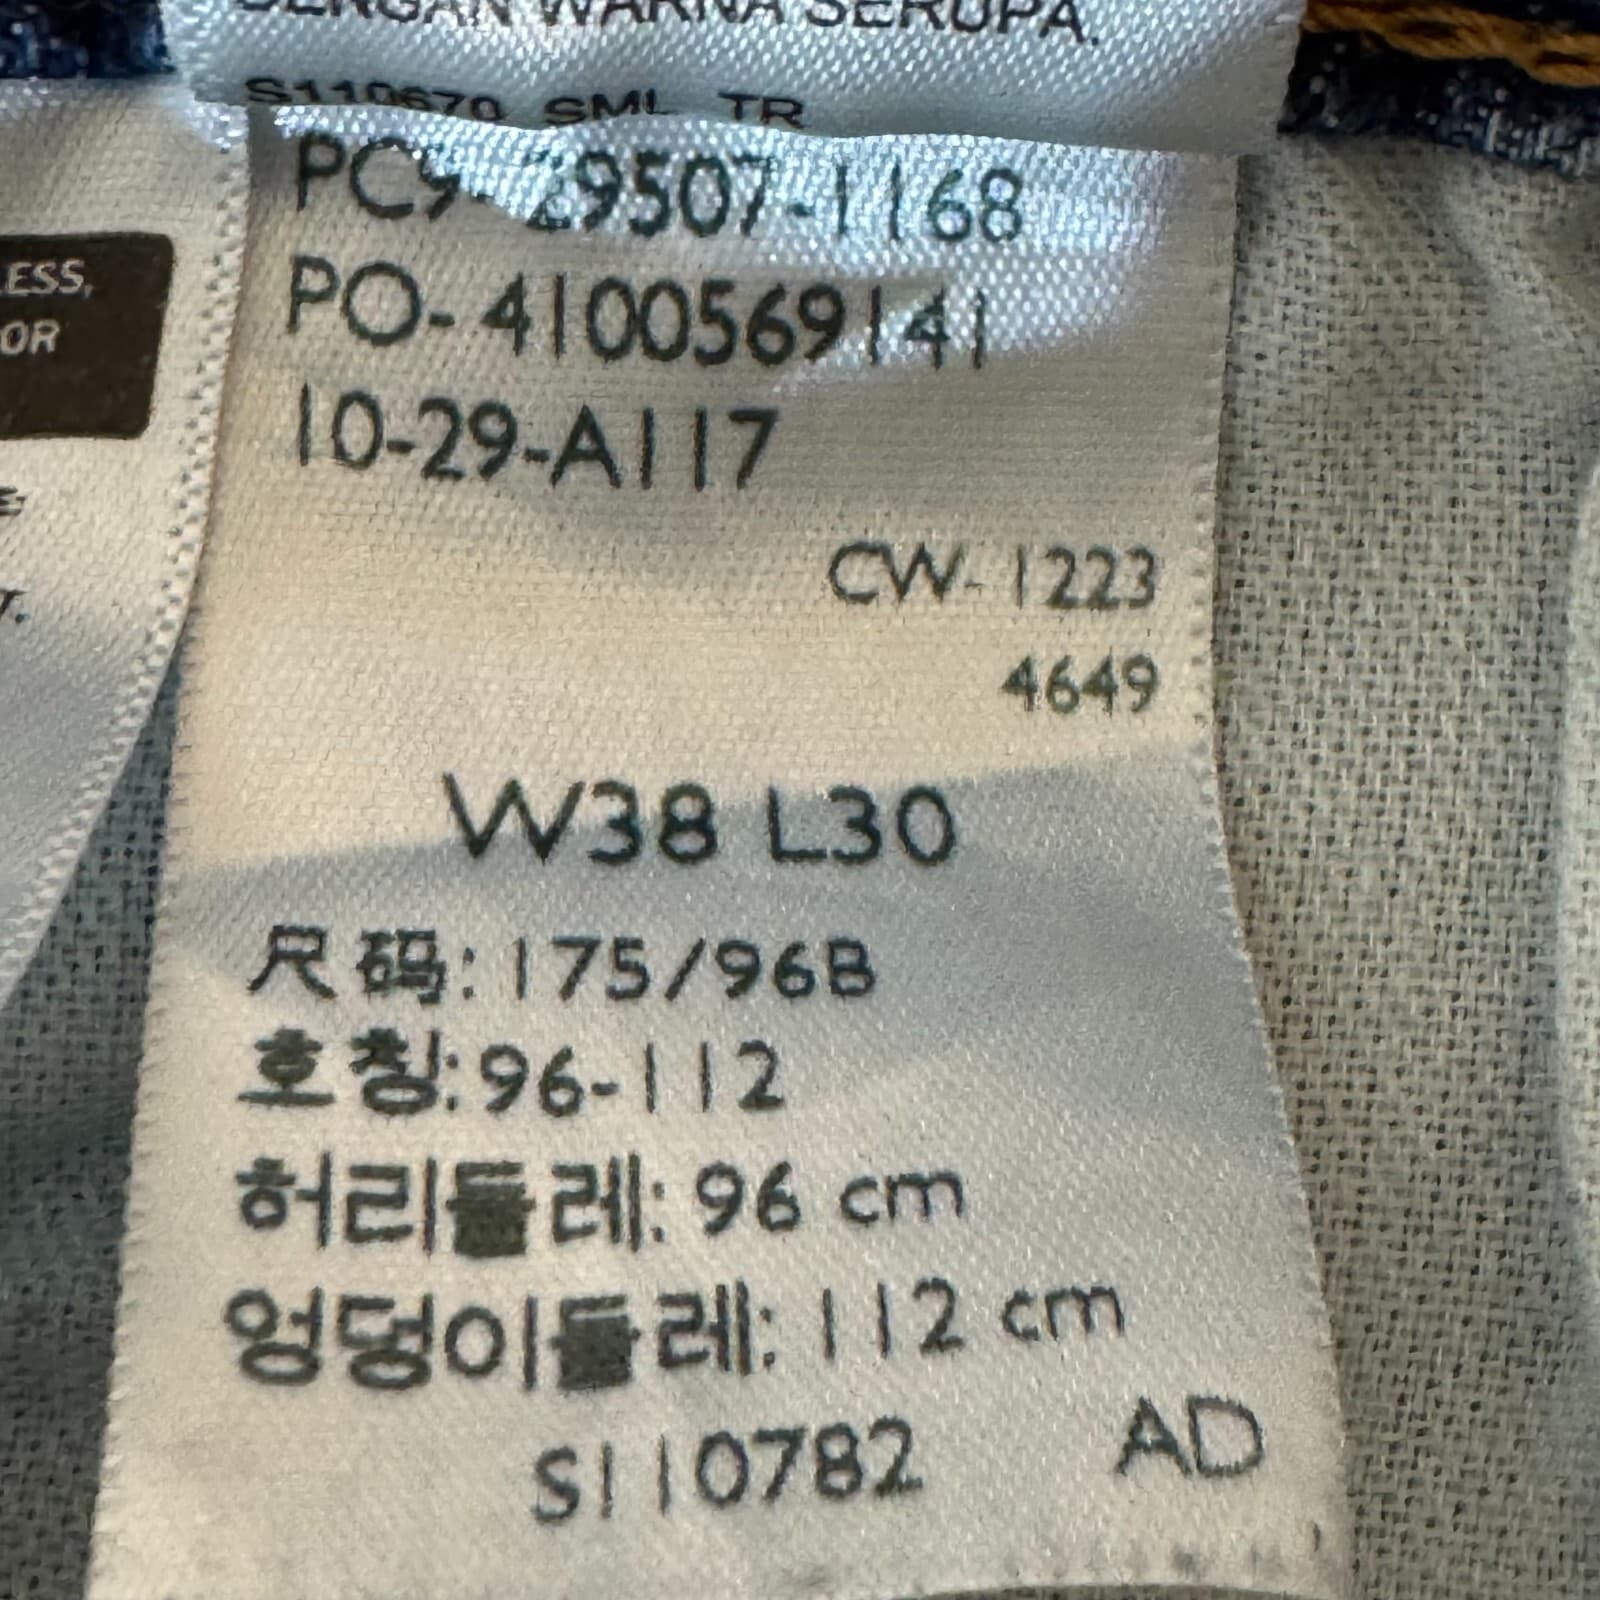 DENGAN WARNA SERUPA.
S110670 SML TR
PC9-29507-1168
PO-4100569141
10-29-A117
CW-1223
4649
W38 L30
尺码:175/96B
호칭:96-112
허리둘레: 96 cm
엉덩이둘레: 112 cm
S110782
AD
ESS,
OR